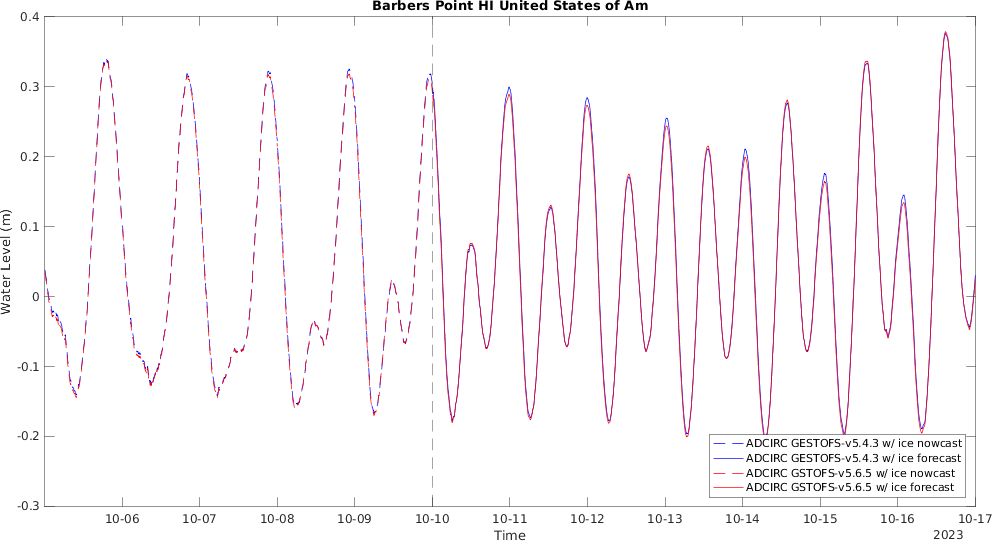 Barbers Point HI United States of Am
Water Level (m)
0.4
0.3
0.2
0.1
0
-0.1
-0.2
-0.3
10-06 10-07 10-08 10-09 10-10 10-11 10-12 10-13 10-14 10-15 10-16 10-17
Time
2023
ADCIRC GESTOFS-v5.4.3 w/ ice nowcast
ADCIRC GESTOFS-v5.4.3 w/ ice forecast
ADCIRC GSTOFS-v5.6.5 w/ ice nowcast
ADCIRC GSTOFS-v5.6.5 w/ ice forecast